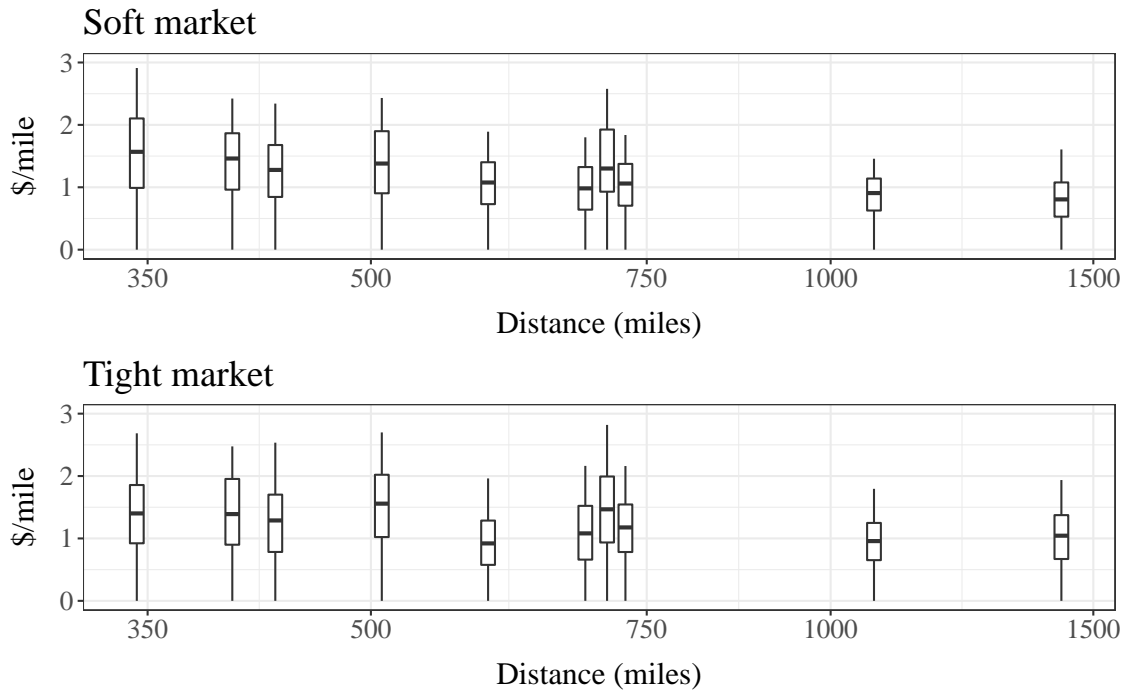 Soft market
3
2
1
0
$/mile
350 500 750 1000 1500
Distance (miles)
Tight market
3
2
1
0
$/mile
350 500 750 1000 1500
Distance (miles)